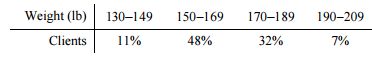 Weight (lb) 130–149 150–169 170–189 190–209
Clients 11% 48% 32% 7%